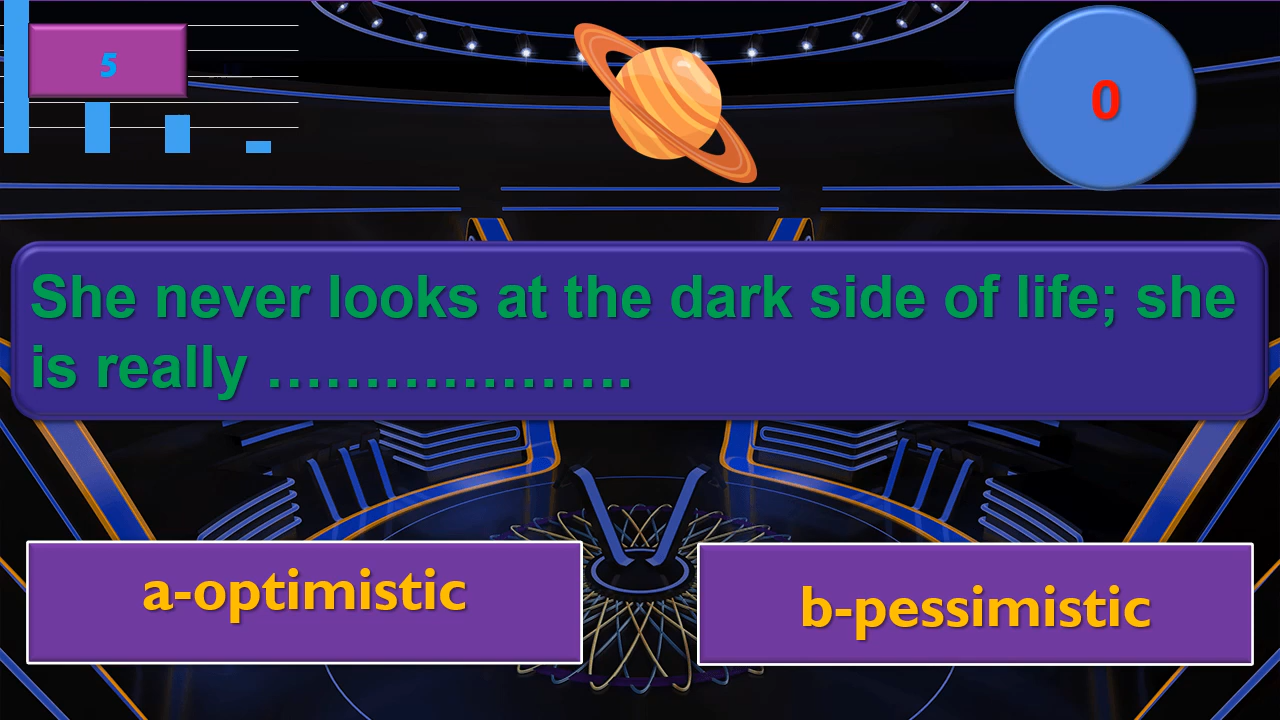 5
0
She never looks at the dark side of life; she
is really ……………….
a-optimistic
b-pessimistic